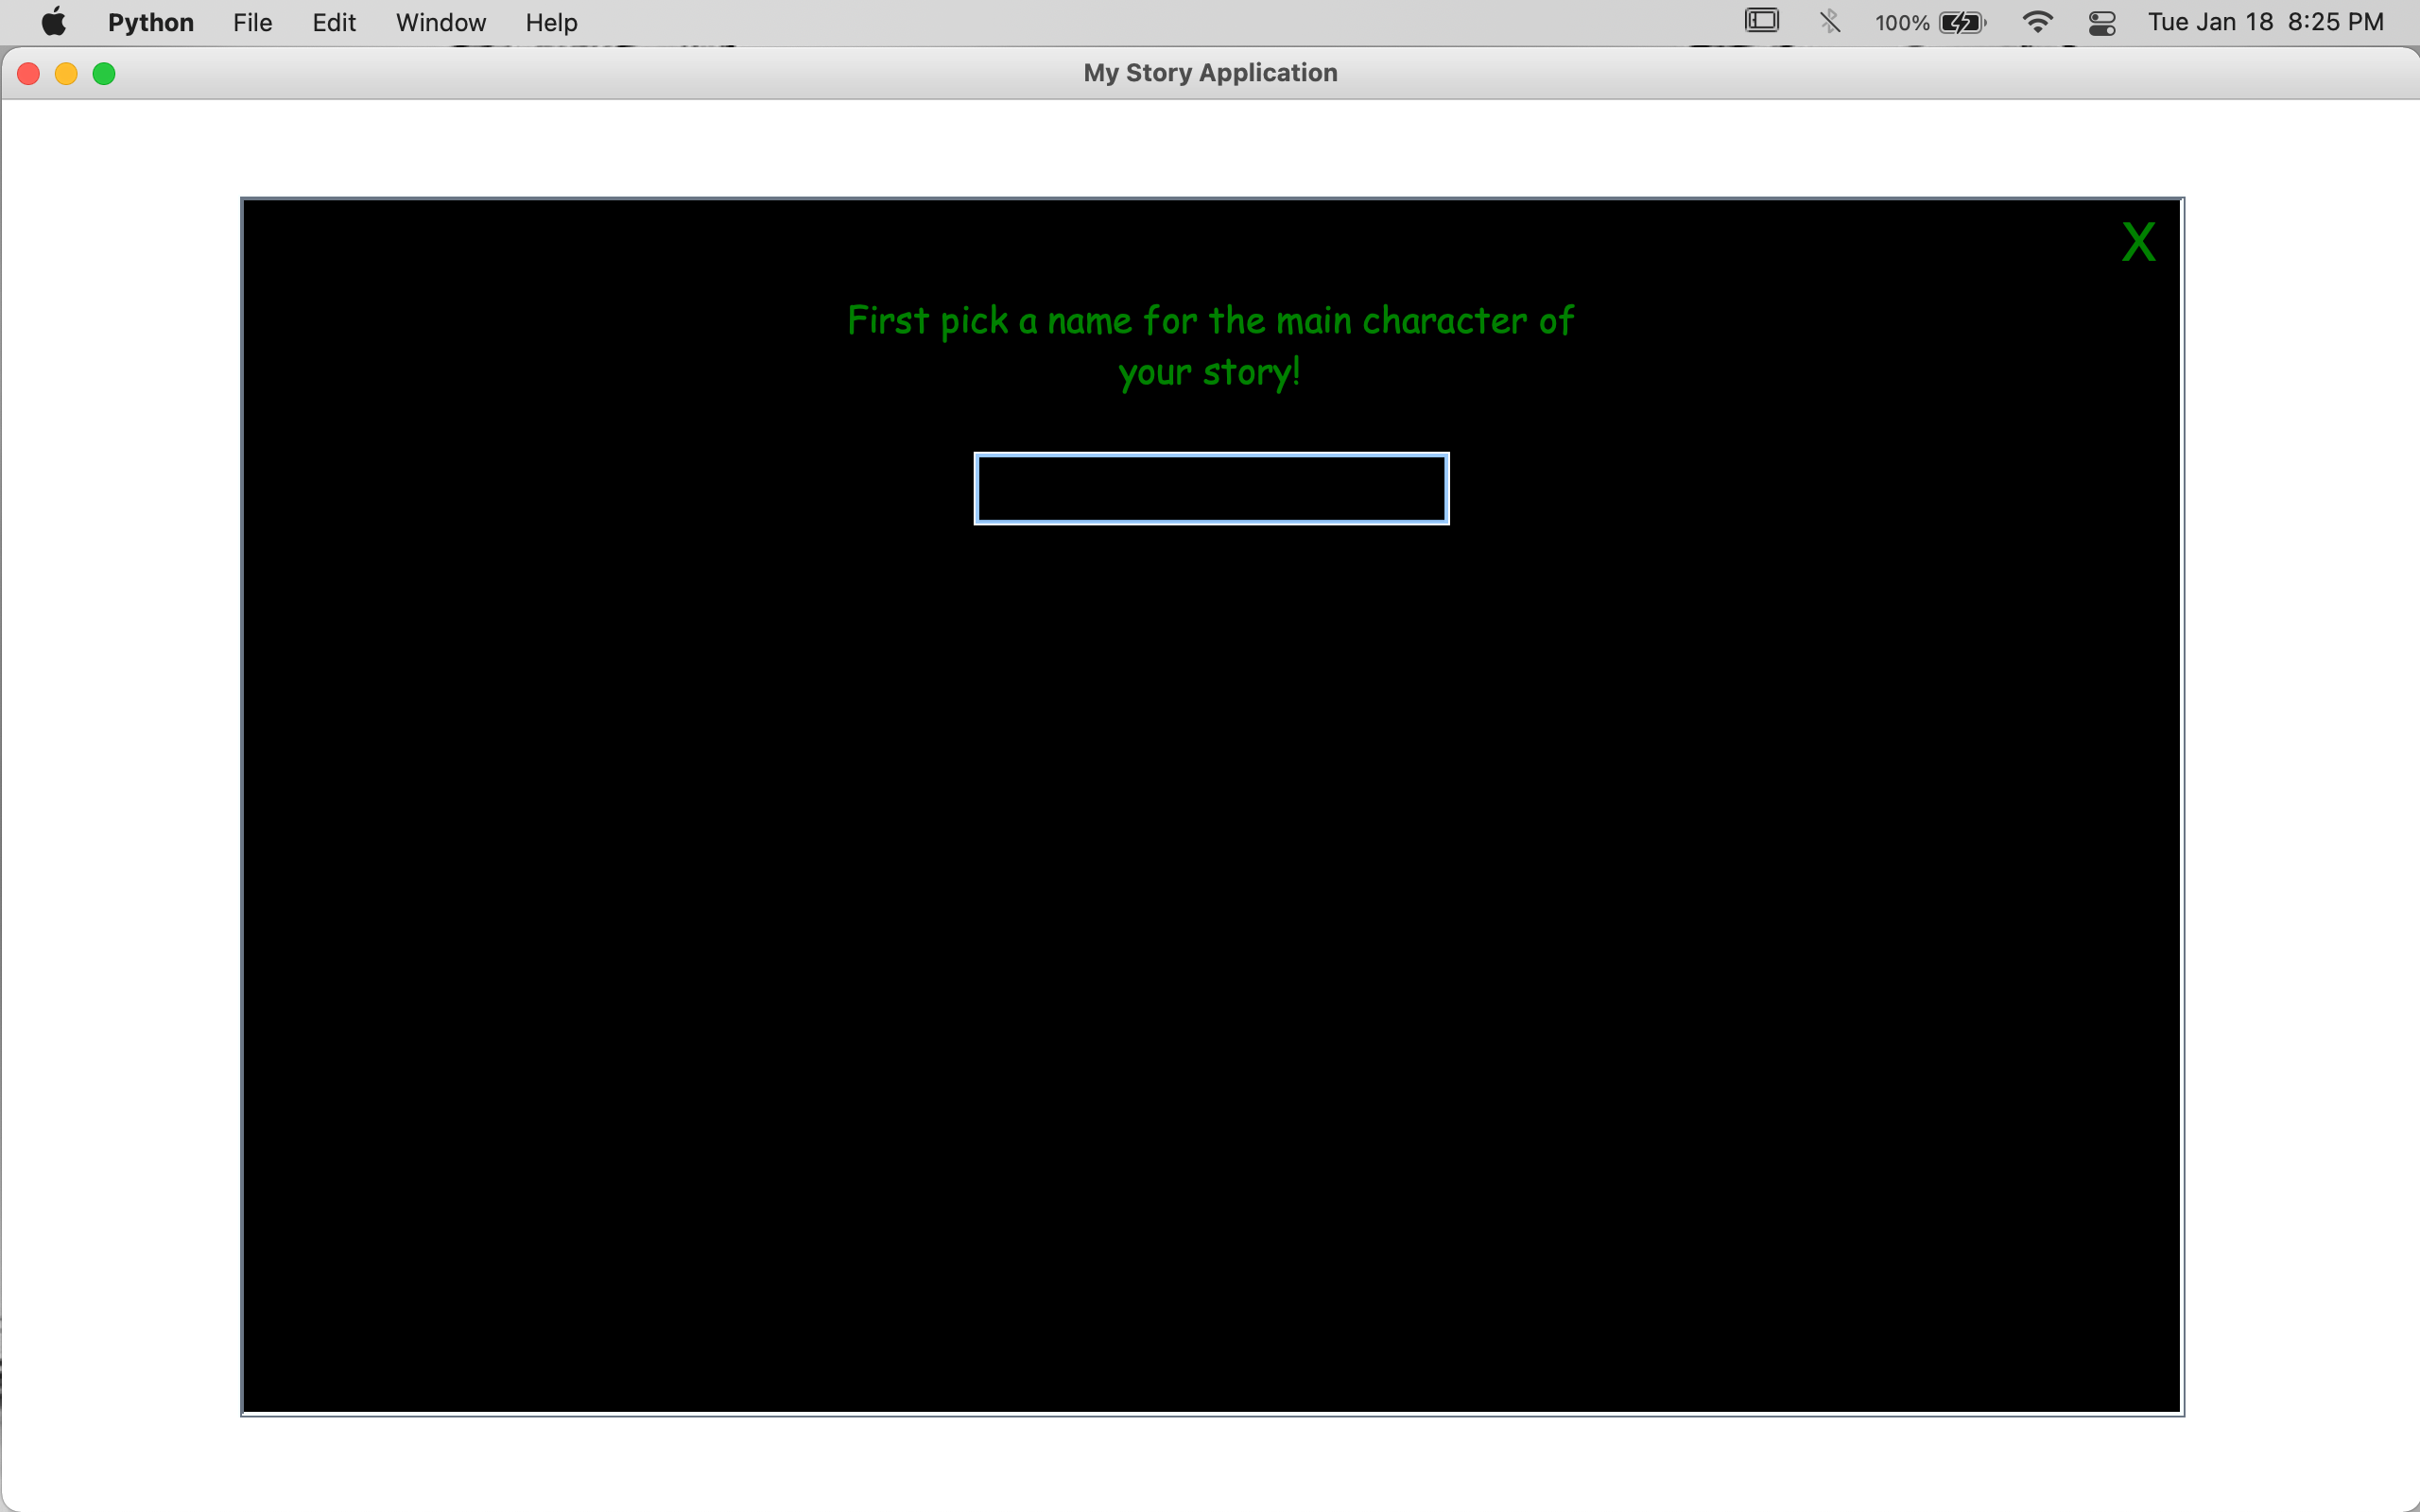 Python File Edit Window Help 100% Tue Jan 18 8:25 PM
My Story Application
X
First pick a name for the main character of
your story!